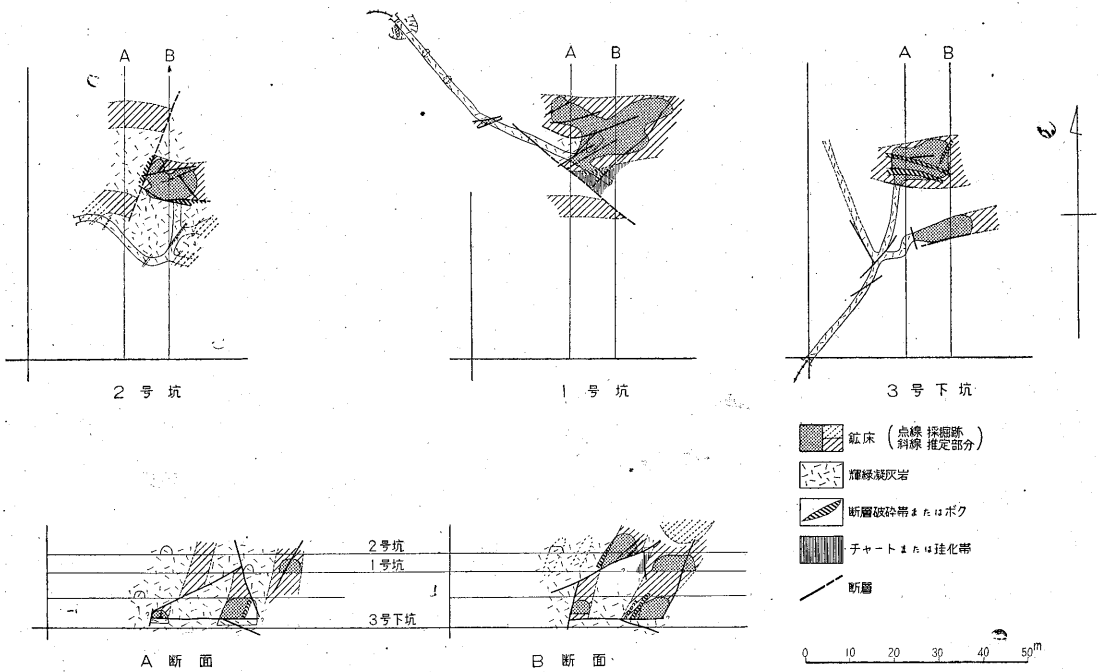 A B
A B
A B
2号坑
1号坑
3号下坑
鉱床 (点線 採掘跡
斜線 推定部分)
輝緑凝灰岩
断層破砕帯またはボク
チャートまたは珪化帯
断層
2号坑
1号坑
3号下坑
A断面
B断面
0 10 20 30 40 50m